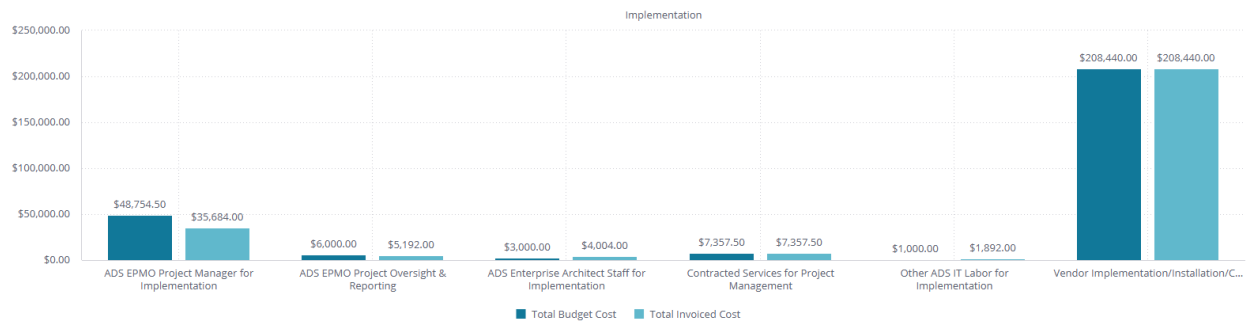 Implementation
$250,000.00
$200,000.00
$150,000.00
$100,000.00
$50,000.00
$0.00
$48,754.50
$35,684.00
$6,000.00
$5,192.00
$3,000.00
$4,004.00
$7,357.50
$7,357.50
$1,000.00
$1,892.00
$208,440.00
$208,440.00
ADS EPMO Project Manager for
Implementation
ADS EPMO Project Oversight &
Reporting
ADS Enterprise Architect Staff for
Implementation
Contracted Services for Project
Management
Other ADS IT Labor for
Implementation
Vendor Implementation/Installation/C...
Total Budget Cost
Total Invoiced Cost